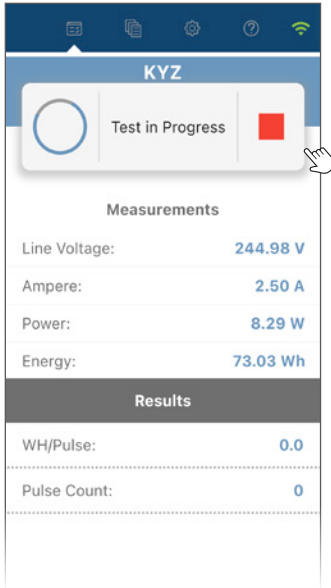 KYZ
Test in Progress
Measurements
Line Voltage: 244.98 V
Ampere: 2.50 A
Power: 8.29 W
Energy: 73.03 Wh
Results
WH/Pulse: 0.0
Pulse Count: 0